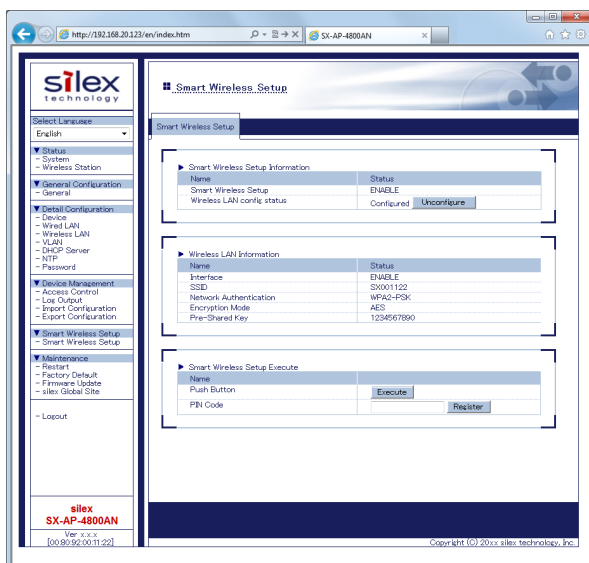 http://192.168.20.123/en/index.htm
SX-AP-4800AN
silex
technology
Select Language
English
▼ Status
- System
- Wireless Station
▼ General Configuration
- General
▼ Detail Configuration
- Device
- Wired LAN
- Wireless LAN
- VLAN
- DHCP Server
- NTP
- Password
▼ Device Management
- Access Control
- Log Output
- Import Configuration
- Export Configuration
▼ Smart Wireless Setup
- Smart Wireless Setup
▼ Maintenance
- Restart
- Factory Default
- Firmware Update
- silex Global Site
- Logout
silex
SX-AP-4800AN
Ver x.x.x
[00:80:92:00:11:22]
Smart Wireless Setup
Smart Wireless Setup
▶ Smart Wireless Setup Information
Name Status
Smart Wireless Setup ENABLE
Wireless LAN config status Configured Unconfigure
▶ Wireless LAN Information
Name Status
Interface ENABLE
SSID SX001122
Network Authentication WPA2-PSK
Encryption Mode AES
Pre-Shared Key 1234567890
▶ Smart Wireless Setup Execute
Name
Push Button Execute
PIN Code Register
Copyright (C) 20xx silex technology, Inc.